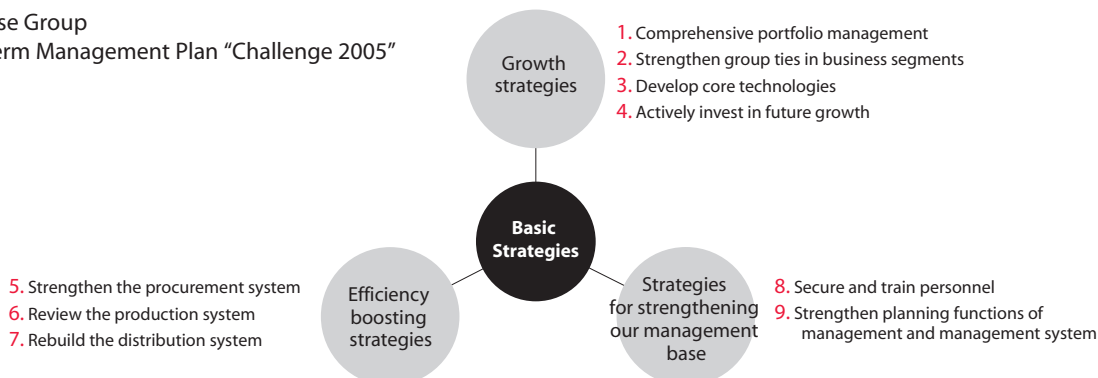 se Group
erm Management Plan “Challenge 2005”
Growth
strategies
1. Comprehensive portfolio management
2. Strengthen group ties in business segments
3. Develop core technologies
4. Actively invest in future growth
Basic
Strategies
5. Strengthen the procurement system
6. Review the production system
7. Rebuild the distribution system
Efficiency
boosting
strategies
Strategies
for strengthening
our management
base
8. Secure and train personnel
9. Strengthen planning functions of
management and management system